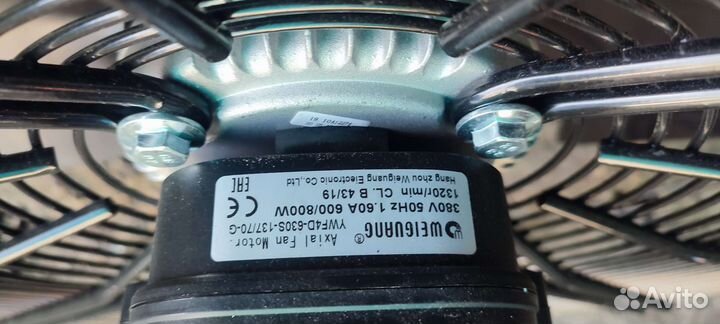 WEIGUANG ®
Axial Fan Motor.
YWF4D-630S-137/70-G
380V 50Hz 1.60A 600/800W
1320r/min CL. B 43/19
Hang zhou Weiguang Electronic Co.,Ltd
CE
EAC
Avito